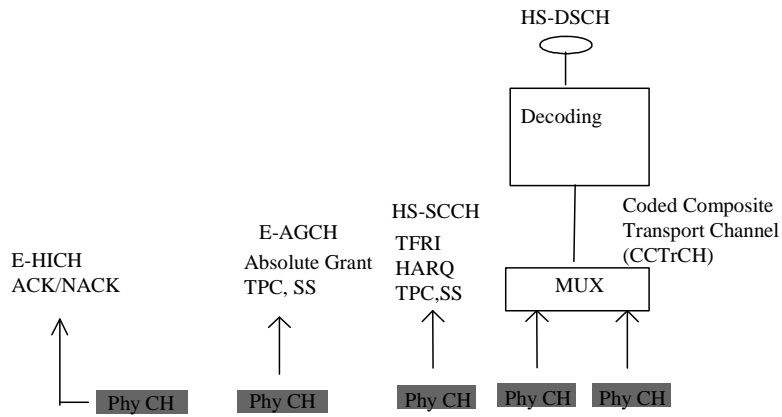 HS-DSCH
Decoding
Coded Composite
Transport Channel
(CCTrCH)
HS-SCCH
TFRI
HARQ
TPC,SS
E-AGCH
Absolute Grant
TPC, SS
E-HICH
ACK/NACK
MUX
Phy CH
Phy CH
Phy CH
Phy CH
Phy CH